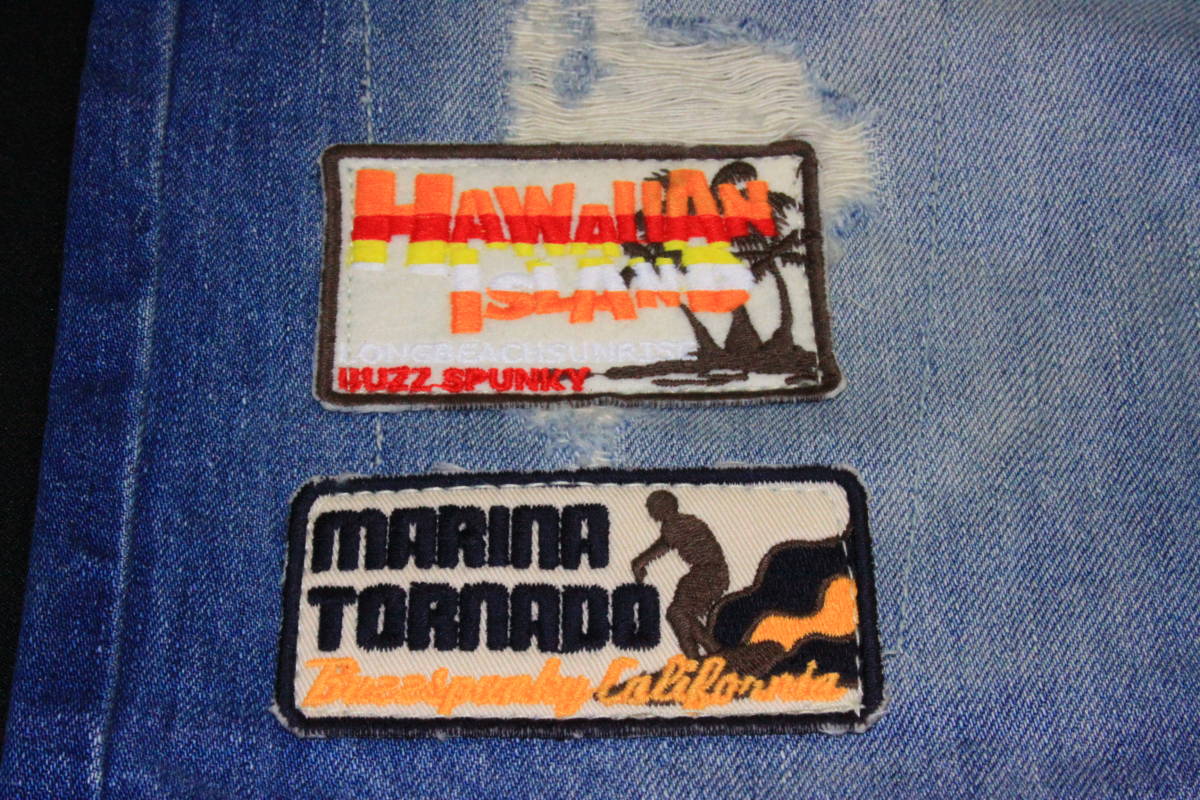 HAWAIIAN
ISLAND
LONGBEACHSUNRISE
BUZZ SPUNKY
MARINA
TORNADO
Buzzspunky California